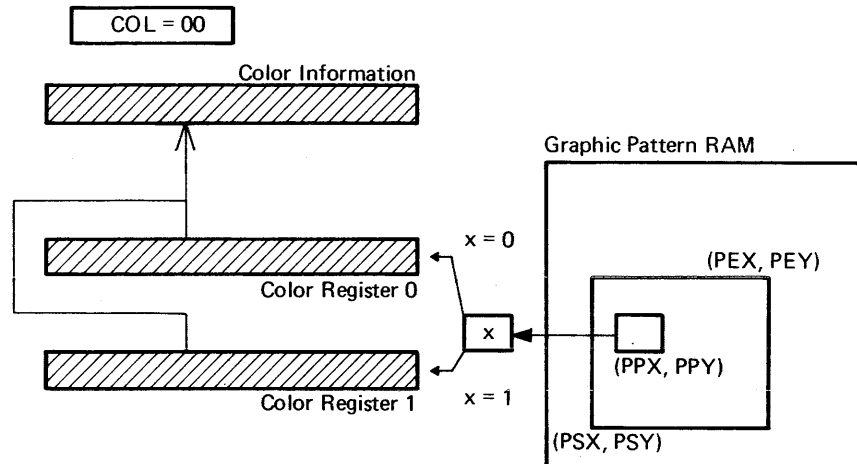 COL = 00
Color Information
Graphic Pattern RAM
x = 0
(PEX, PEY)
Color Register 0
x
(PPX, PPY)
Color Register 1
x = 1
(PSX, PSY)